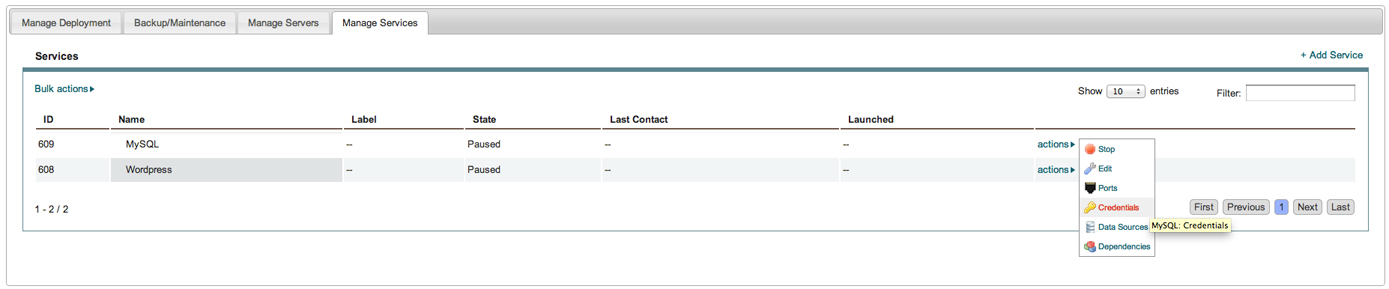 Manage Deployment Backup/Maintenance Manage Servers Manage Services
Services + Add Service
Bulk actions Show 10 entries Filter:
ID Name Label State Last Contact Launched
609 MySQL -- Paused -- -- actions
608 Wordpress -- Paused -- -- actions
Stop
Edit
Ports
Credentials
Data Sources
Dependencies
MySQL: Credentials
1 - 2 / 2 First Previous 1 Next Last